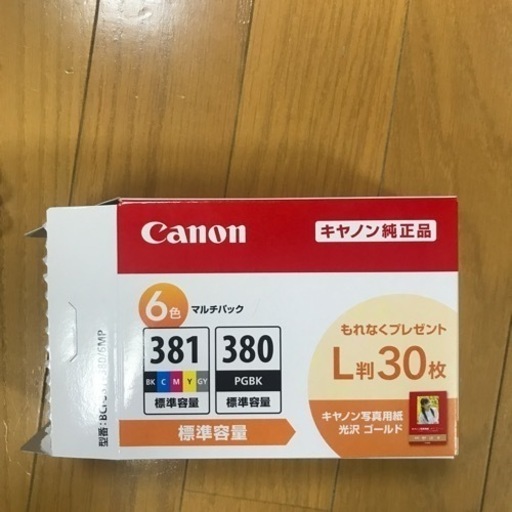 Canon
キヤノン純正品
6色
マルチパック
381
BK C M Y GY
標準容量
380
PGBK
標準容量
標準容量
もれなくプレゼント
L判30枚
キヤノン写真用紙
光沢 ゴールド
型番: